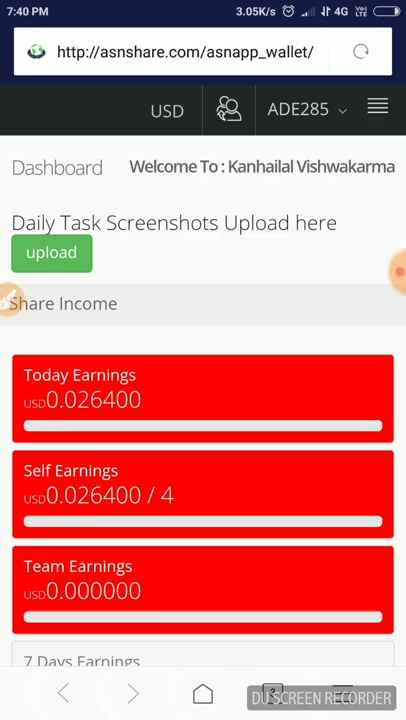 7:40 PM 3.05K/s 4G VoLTE
http://asnshare.com/asnapp_wallet/
USD ADE285
Dashboard Welcome To : Kanhailal Vishwakarma
Daily Task Screenshots Upload here
upload
Share Income
Today Earnings
USD0.026400
Self Earnings
USD0.026400 / 4
Team Earnings
USD0.000000
7 Days Earnings
DU SCREEN RECORDER